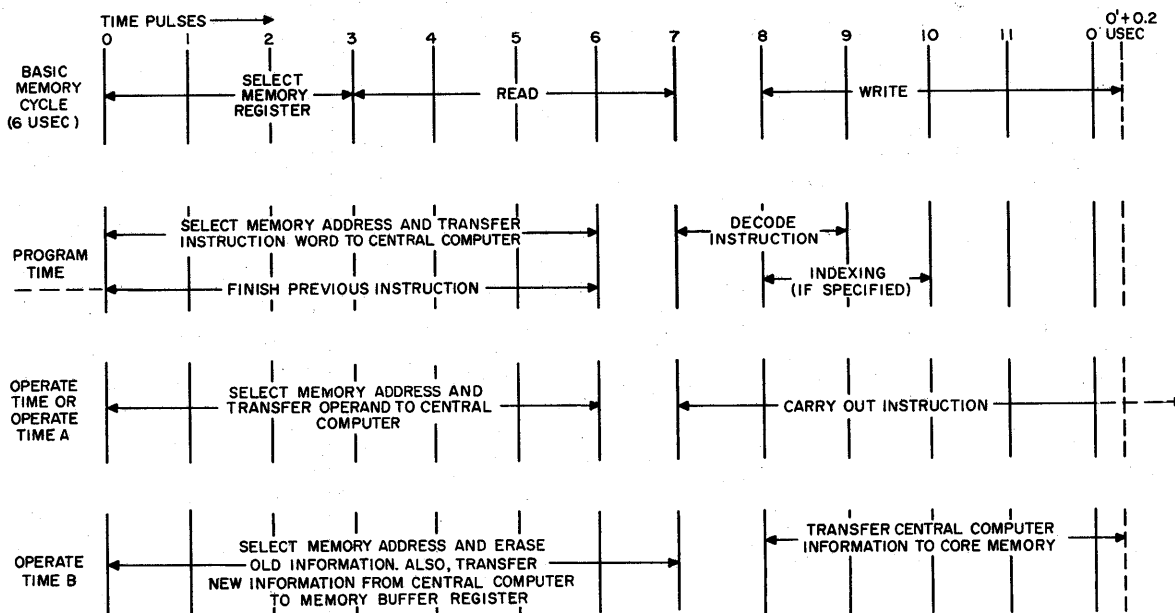 TIME PULSES
0 1 2 3 4 5 6 7 8 9 10 11 0' 0'+0.2 USEC
BASIC
MEMORY
CYCLE
(6 USEC)
SELECT
MEMORY
REGISTER
READ
WRITE
PROGRAM
TIME
SELECT MEMORY ADDRESS AND TRANSFER
INSTRUCTION WORD TO CENTRAL COMPUTER
FINISH PREVIOUS INSTRUCTION
DECODE
INSTRUCTION
INDEXING
(IF SPECIFIED)
OPERATE
TIME OR
OPERATE
TIME A
SELECT MEMORY ADDRESS AND
TRANSFER OPERAND TO CENTRAL
COMPUTER
CARRY OUT INSTRUCTION
OPERATE
TIME B
SELECT MEMORY ADDRESS AND ERASE
OLD INFORMATION. ALSO, TRANSFER
NEW INFORMATION FROM CENTRAL COMPUTER
TO MEMORY BUFFER REGISTER
TRANSFER CENTRAL COMPUTER
INFORMATION TO CORE MEMORY